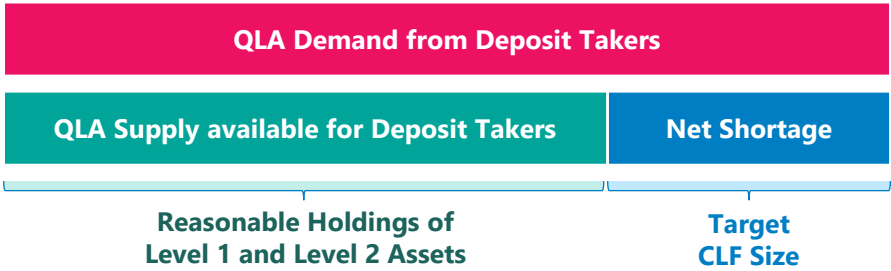 QLA Demand from Deposit Takers
QLA Supply available for Deposit Takers
Net Shortage
Reasonable Holdings of
Level 1 and Level 2 Assets
Target
CLF Size